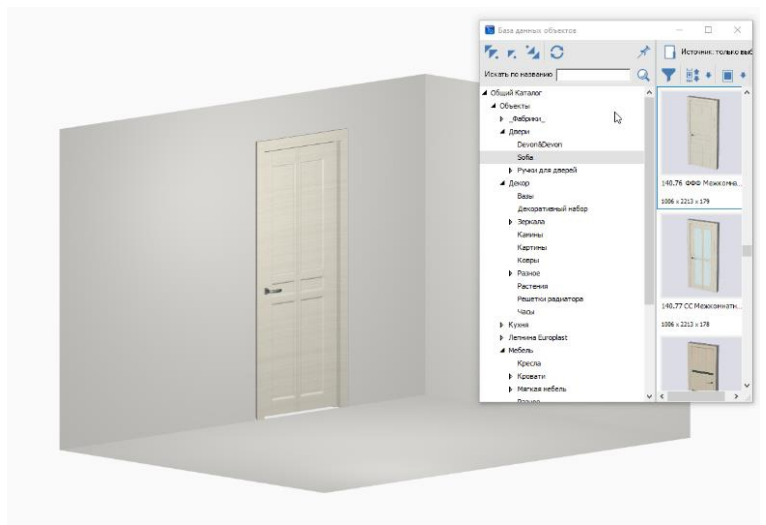 База данных объектов
Источник: только выб
Искать по названию
Общий Каталог
Объекты
_Фабрики_
Двери
Devon&Devon
Sofia
Ручки для дверей
Декор
Вазы
Декоративный набор
Зеркала
Камины
Картины
Ковры
Разное
Растения
Решетки радиатора
Часы
Кухня
Лепнина Europlast
Мебель
Кресла
Кровати
Мягкая мебель
Разное
140.76 ФФФ Межкомна...
1006 x 2213 x 179
140.77 СС Межкомнатн...
1006 x 2213 x 178